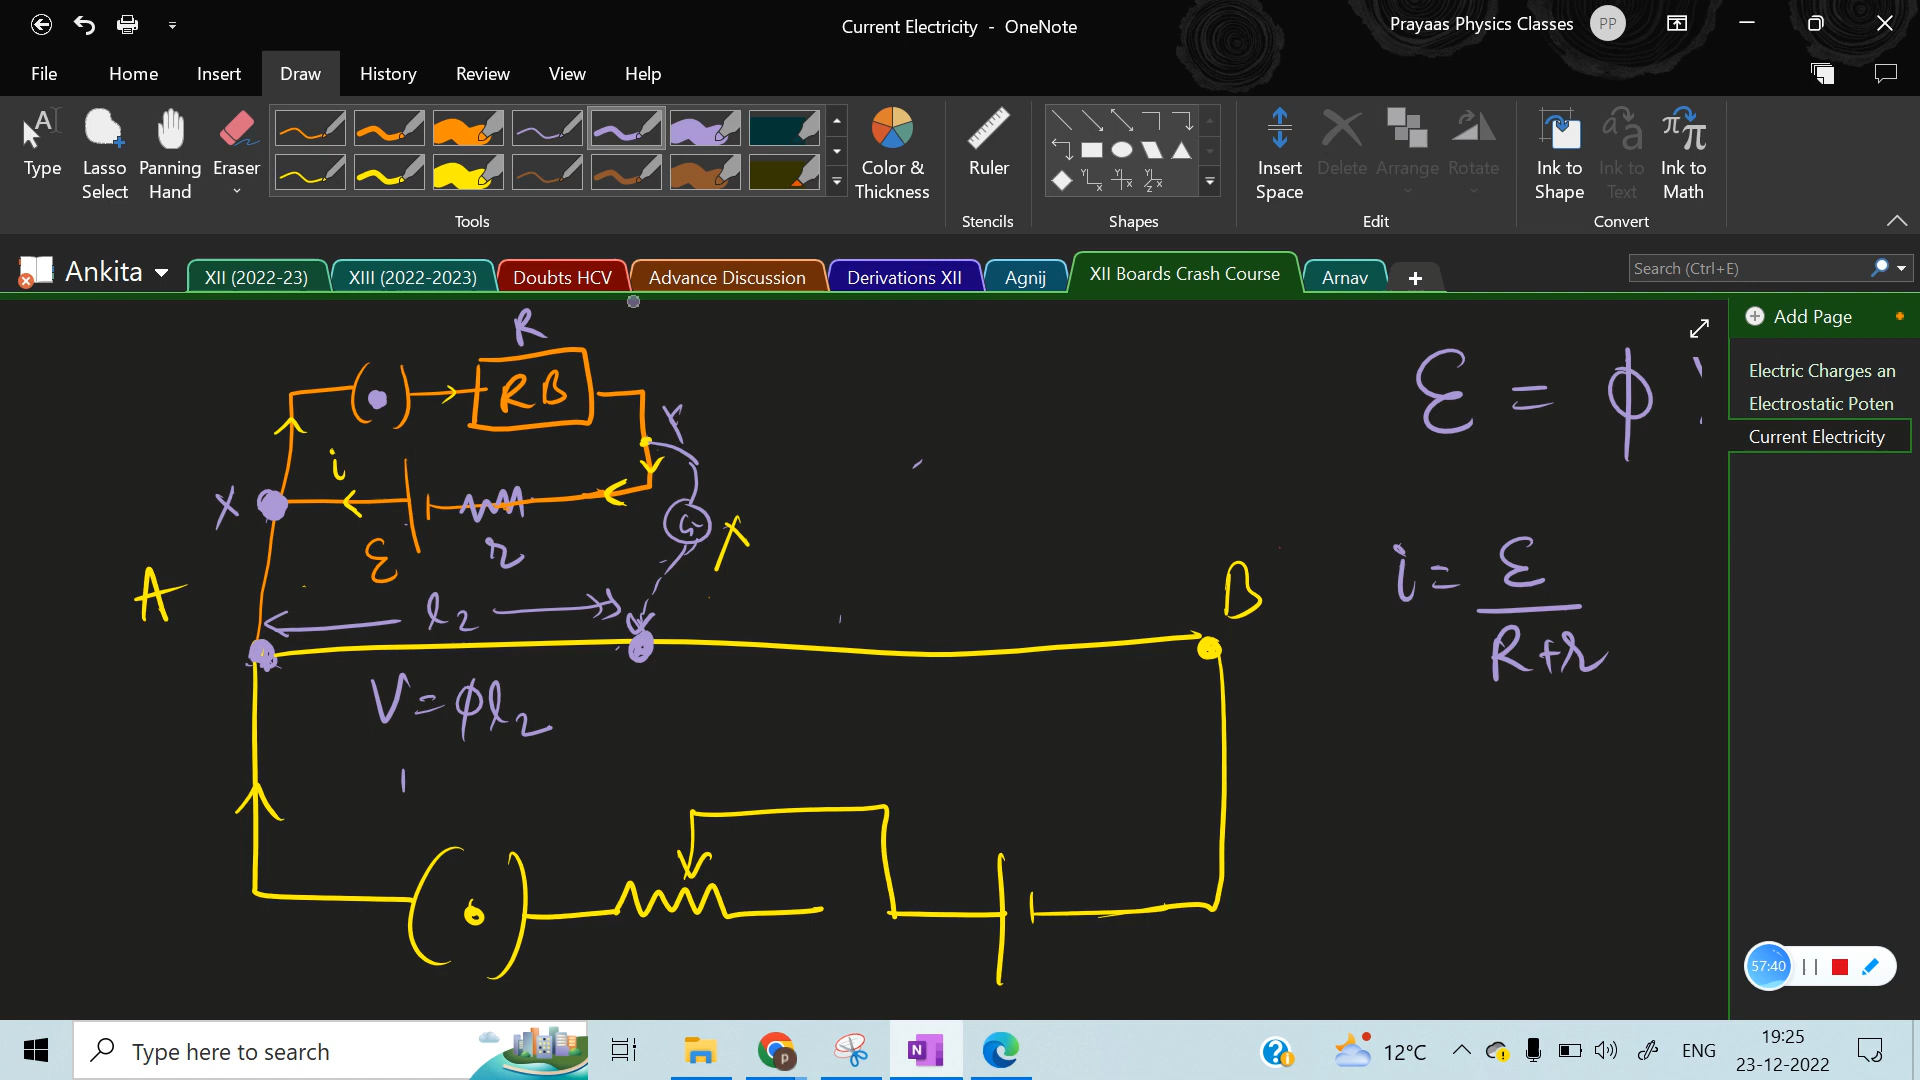 Current Electricity - OneNote
Prayaas Physics Classes PP
File Home Insert Draw History Review View Help
Type
Lasso Select
Panning Hand
Eraser
Color & Thickness
Ruler
Insert Space
Delete
Arrange
Rotate
Ink to Shape
Ink to Text
Ink to Math
Tools
Stencils
Shapes
Edit
Convert
Ankita
XII (2022-23)
XIII (2022-2023)
Doubts HCV
Advance Discussion
Derivations XII
Agnij
XII Boards Crash Course
Arnav
Search (Ctrl+E)
Add Page
Electric Charges an
Electrostatic Poten
Current Electricity
R
RB
i
X
ε
r
G
A
l₂
B
V = ϕl₂
ε = ϕ
i = ε / R+r
57:40
Type here to search
12°C
ENG
19:25
23-12-2022